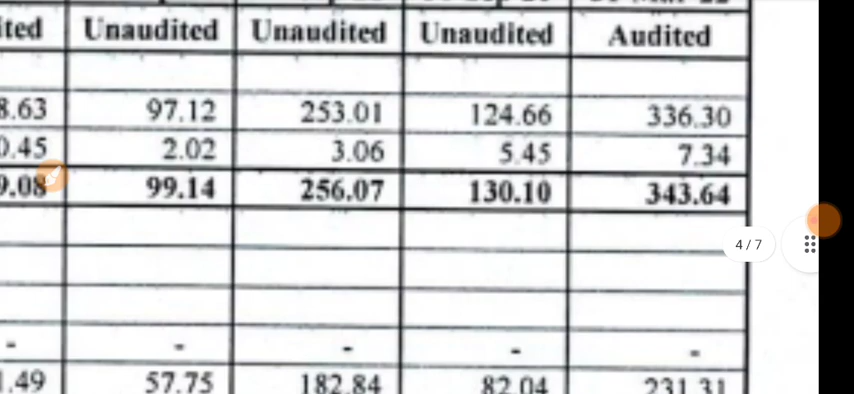 ited Unaudited Unaudited Unaudited Audited
8.63 97.12 253.01 124.66 336.30
0.45 2.02 3.06 5.45 7.34
9.08 99.14 256.07 130.10 343.64
4 / 7
- - - - -
1.49 57.75 182.84 82.04 231.31